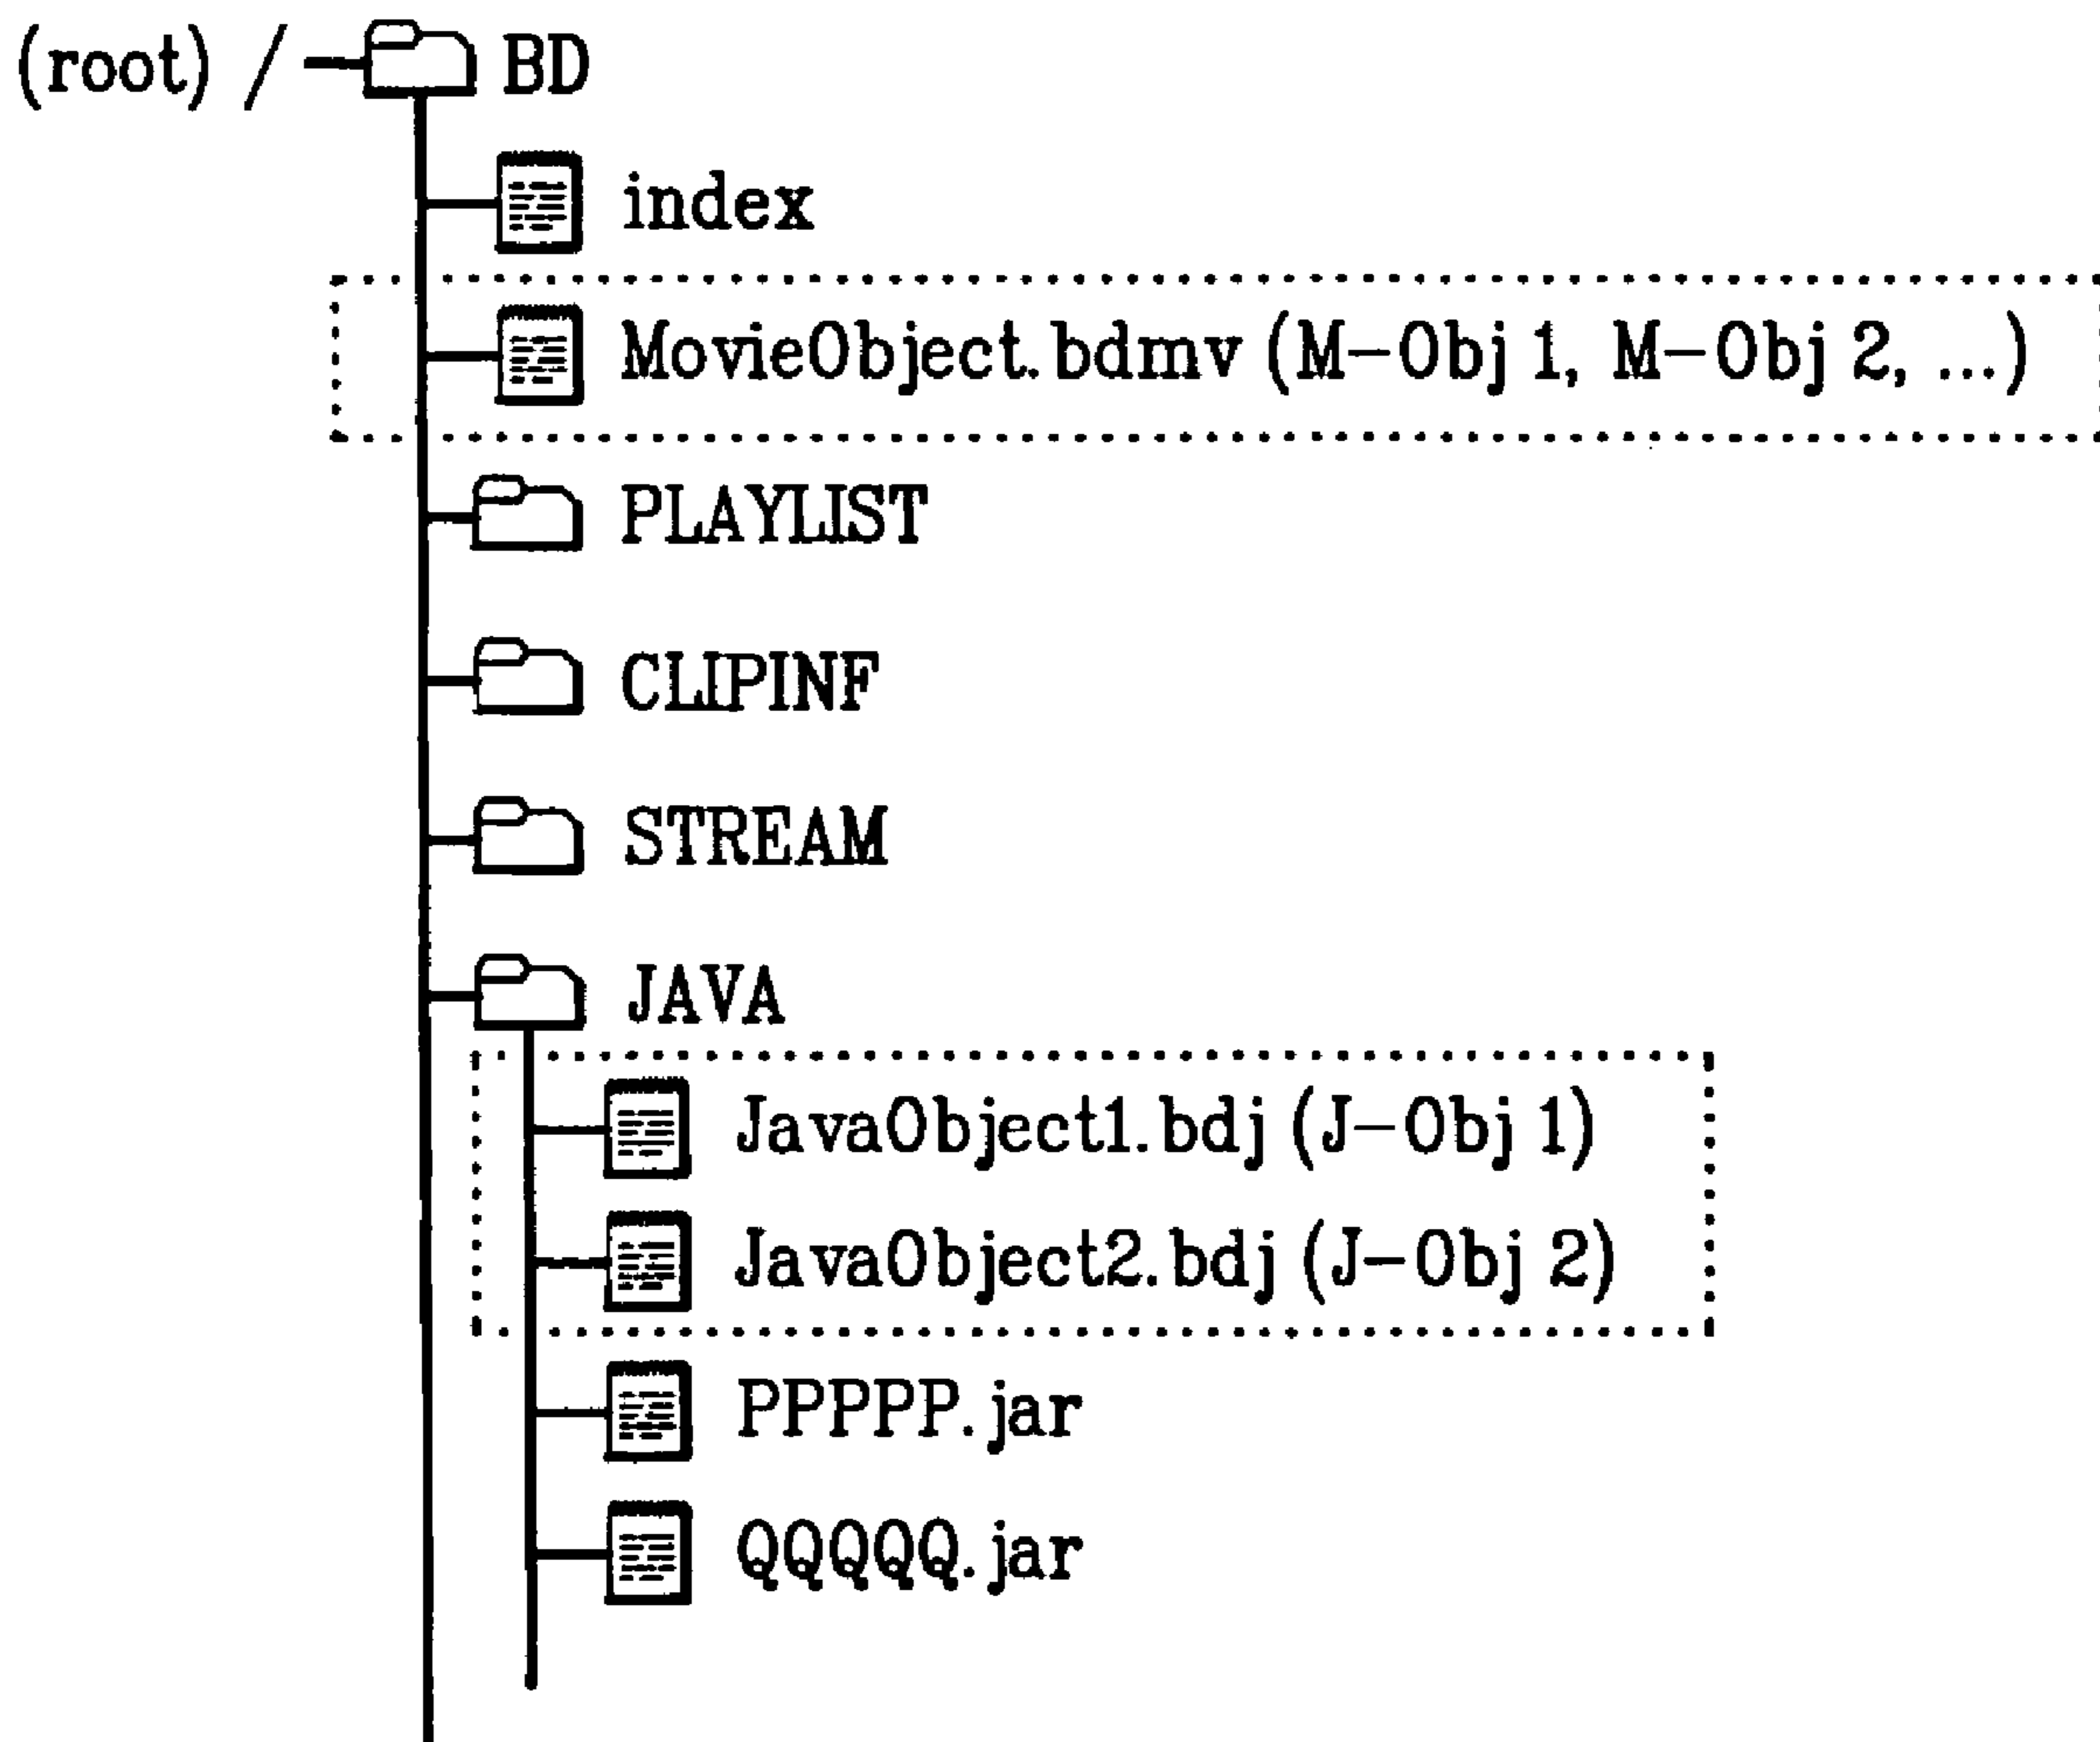 (root) / BD
index
MovieObject.bdmv (M-Obj 1, M-Obj 2, ...)
PLAYLIST
CLIPINF
STREAM
JAVA
JavaObject1.bdj (J-Obj 1)
JavaObject2.bdj (J-Obj 2)
PPPPP.jar
QQQQQ.jar